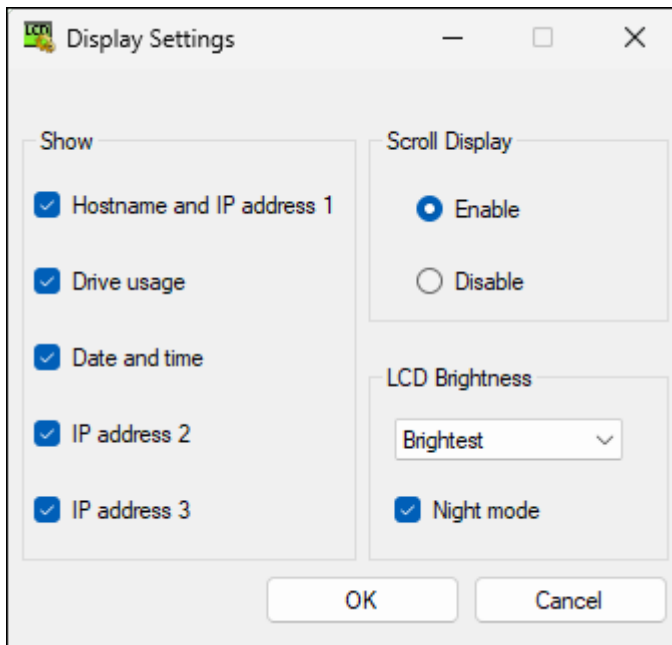 LCD
Display Settings
Show
Hostname and IP address 1
Drive usage
Date and time
IP address 2
IP address 3
Scroll Display
Enable
Disable
LCD Brightness
Brightest
Night mode
OK
Cancel